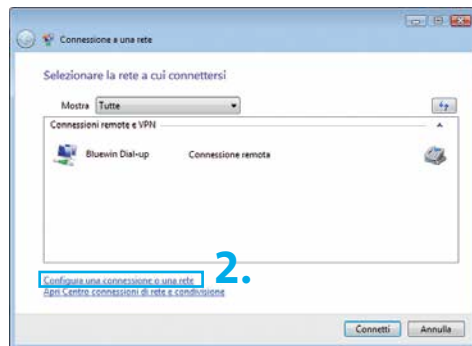 Connessione a una rete
Selezionare la rete a cui connettersi
Mostra Tutte
Connessioni remote e VPN
Bluewin Dial-up Connessione remota
Configura una connessione o una rete 2.
Apri Centro connessioni di rete e condivisione
Connetti Annulla